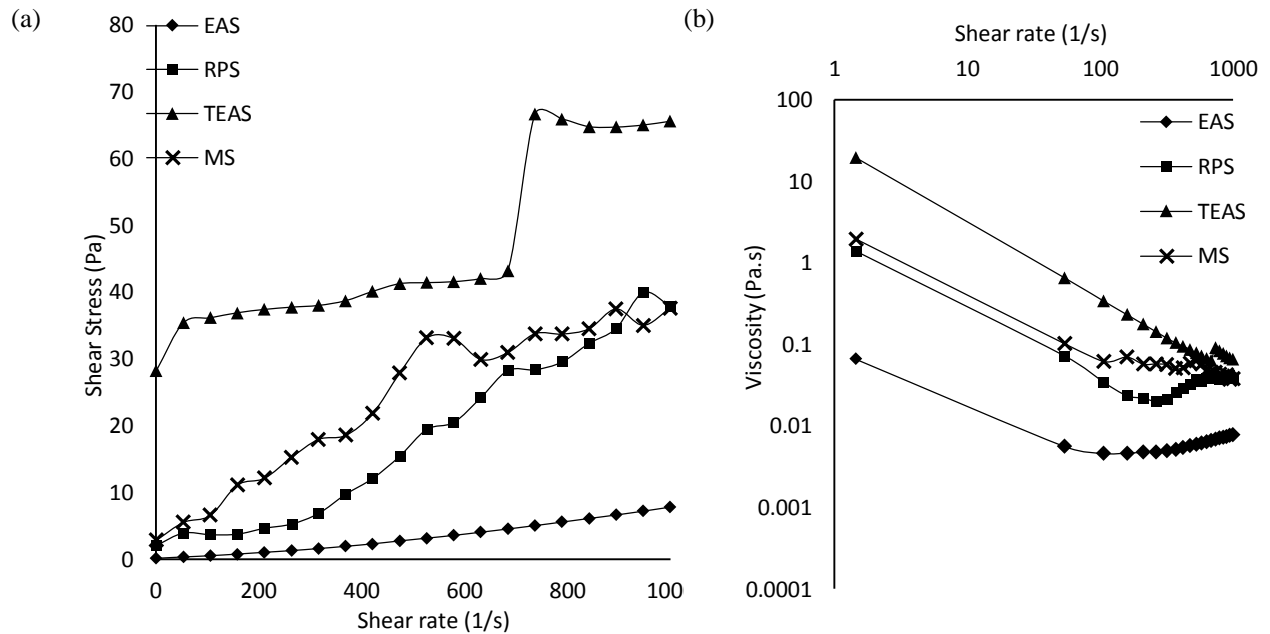 (a)
80
70
60
50
40
30
20
10
0
Shear Stress (Pa)
EAS
RPS
TEAS
MS
0 200 400 600 800 100
Shear rate (1/s)
(b)
Shear rate (1/s)
1 10 100 1000
100
10
1
0.1
0.01
0.001
0.0001
Viscosity (Pa.s)
EAS
RPS
TEAS
MS